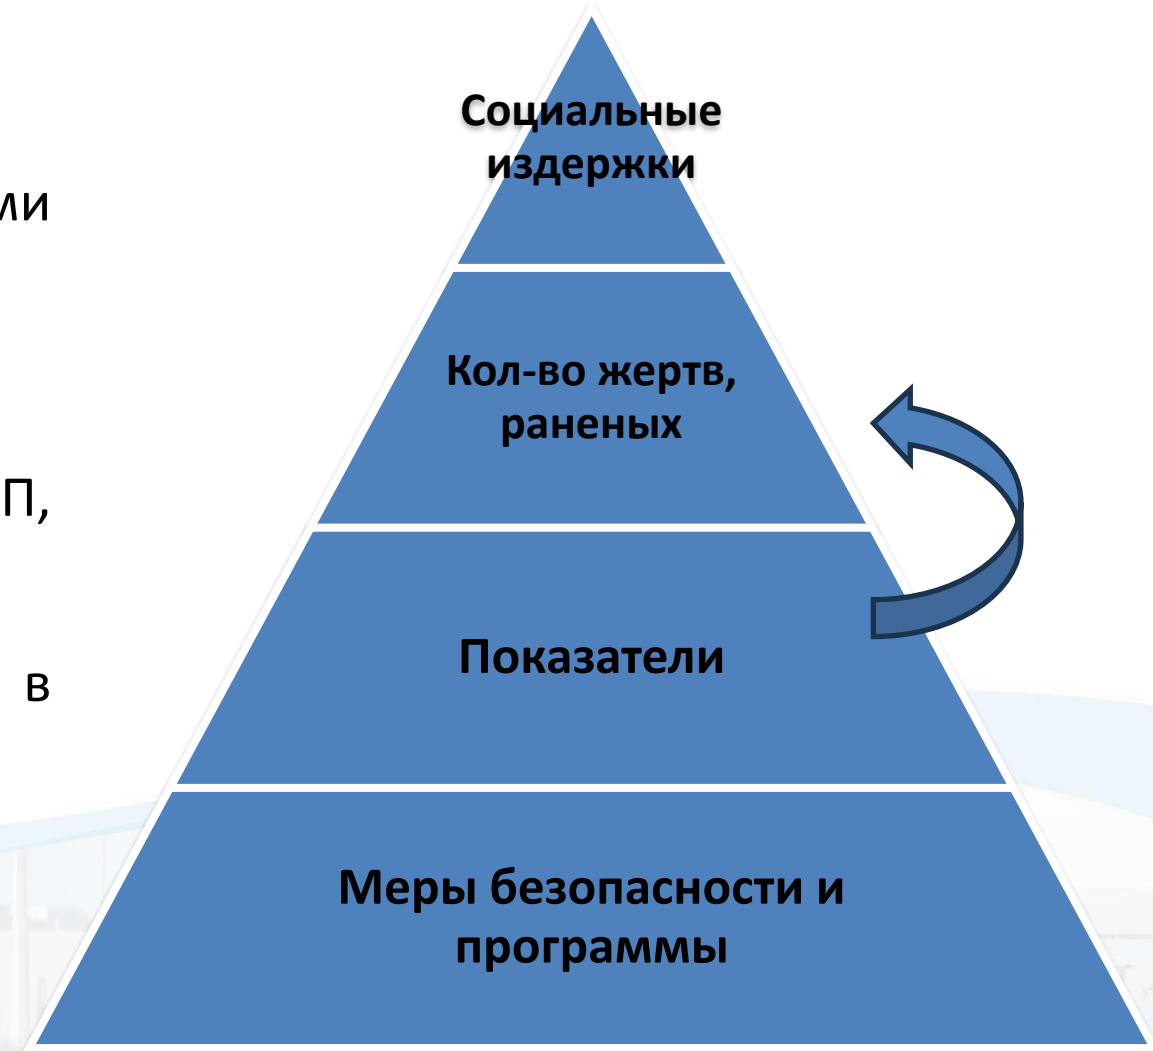 Социальные
издержки
ми
Кол-во жертв,
раненых
П,
Показатели
в
Меры безопасности и
программы